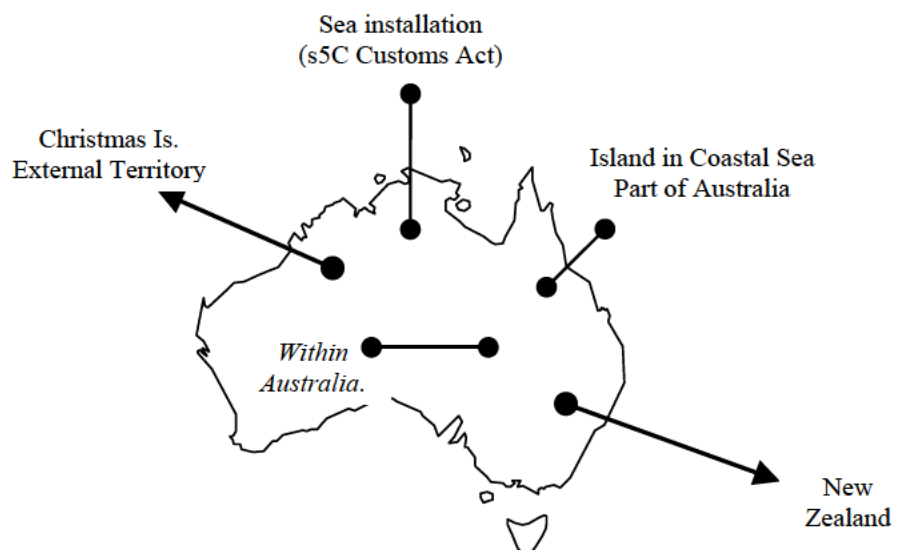 Sea installation
(s5C Customs Act)
Christmas Is.
External Territory
Island in Coastal Sea
Part of Australia
Within
Australia.
New
Zealand